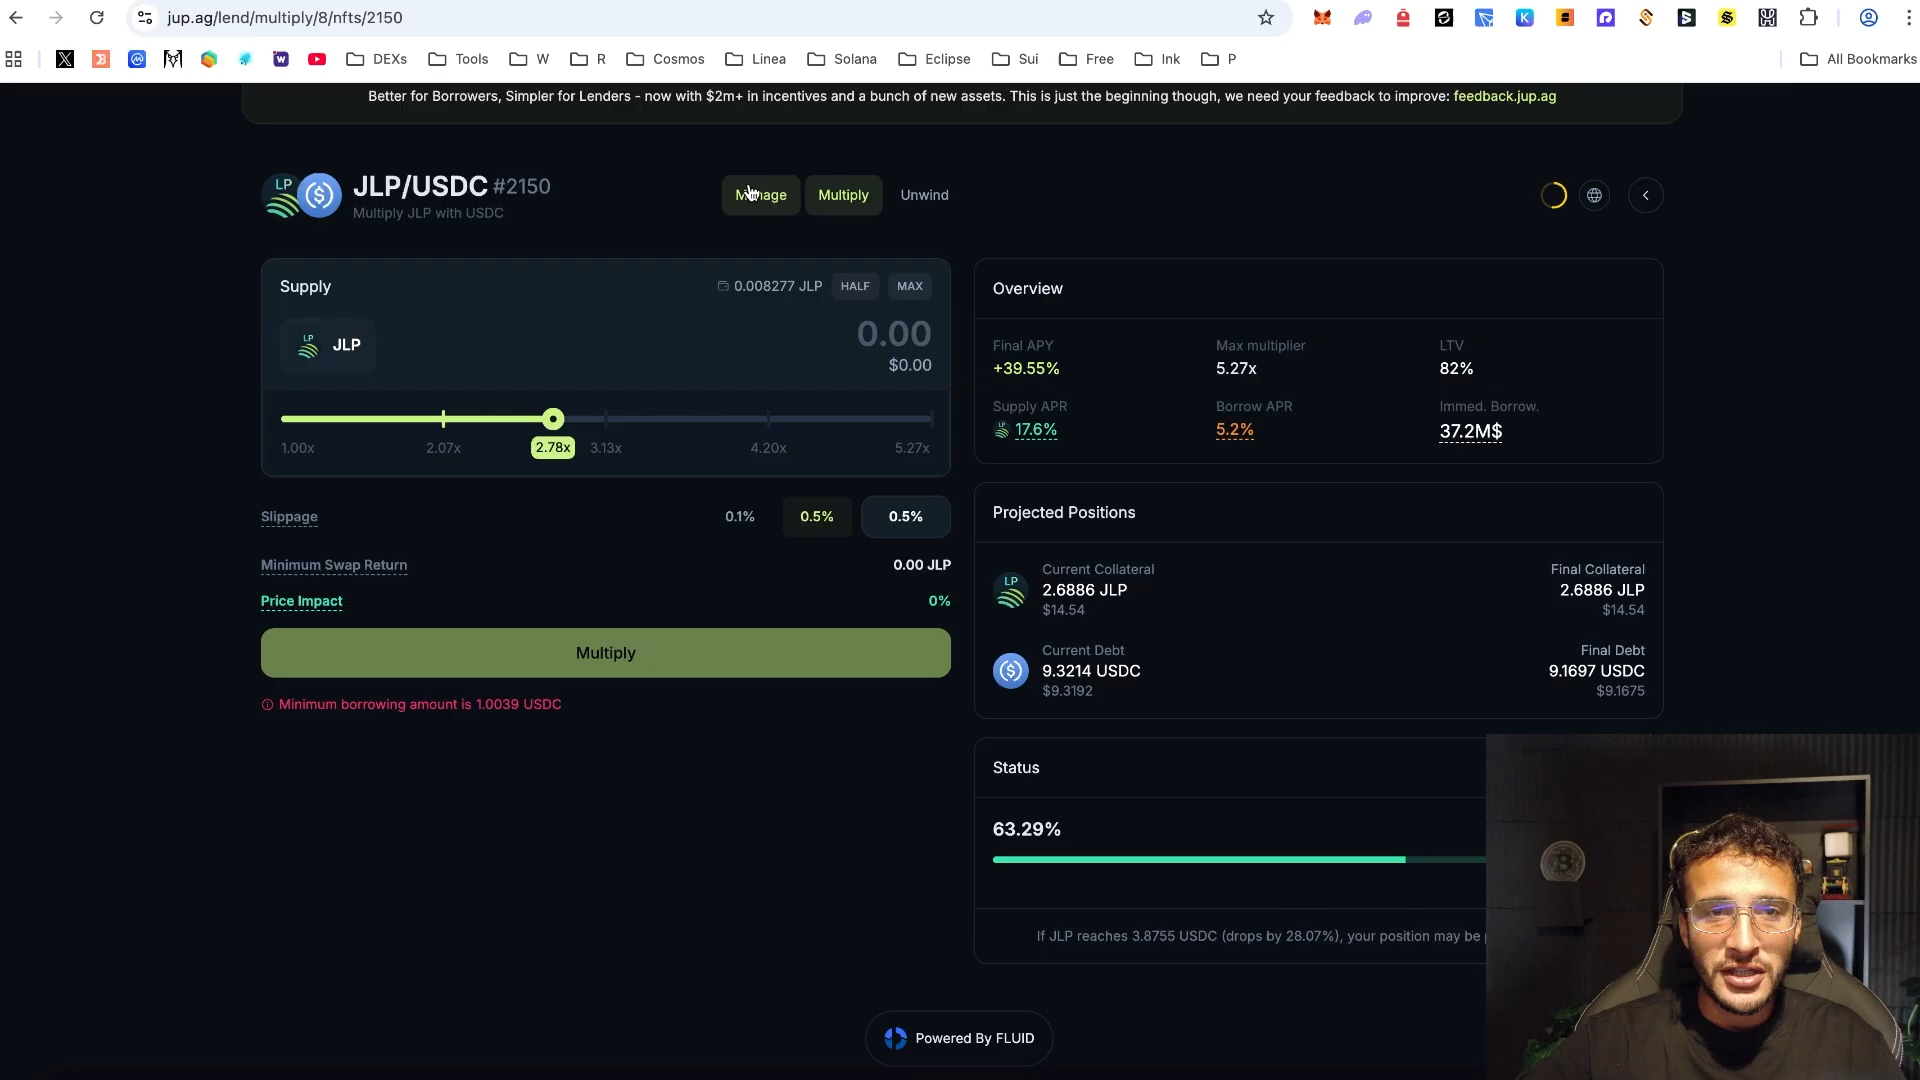 jup.ag/lend/multiply/8/nfts/2150
DEXs Tools W R Cosmos Linea Solana Eclipse Sui Free Ink P All Bookmarks
Better for Borrowers, Simpler for Lenders - now with $2m+ in incentives and a bunch of new assets. This is just the beginning though, we need your feedback to improve: feedback.jup.ag
JLP/USDC #2150
Multiply JLP with USDC
Manage Multiply Unwind
Supply 0.008277 JLP HALF MAX
LP JLP 0.00
$0.00
1.00x 2.07x 2.78x 3.13x 4.20x 5.27x
Slippage 0.1% 0.5% 0.5%
Minimum Swap Return 0.00 JLP
Price Impact 0%
Multiply
Minimum borrowing amount is 1.0039 USDC
Overview
Final APY Max multiplier LTV
+39.55% 5.27x 82%
Supply APR Borrow APR Immed. Borrow.
17.6% 5.2% 37.2M$
Projected Positions
Current Collateral Final Collateral
LP 2.6886 JLP 2.6886 JLP
$14.54 $14.54
Current Debt Final Debt
9.3214 USDC 9.1697 USDC
$9.3192 $9.1675
Status
63.29%
If JLP reaches 3.8755 USDC (drops by 28.07%), your position may be
Powered By FLUID